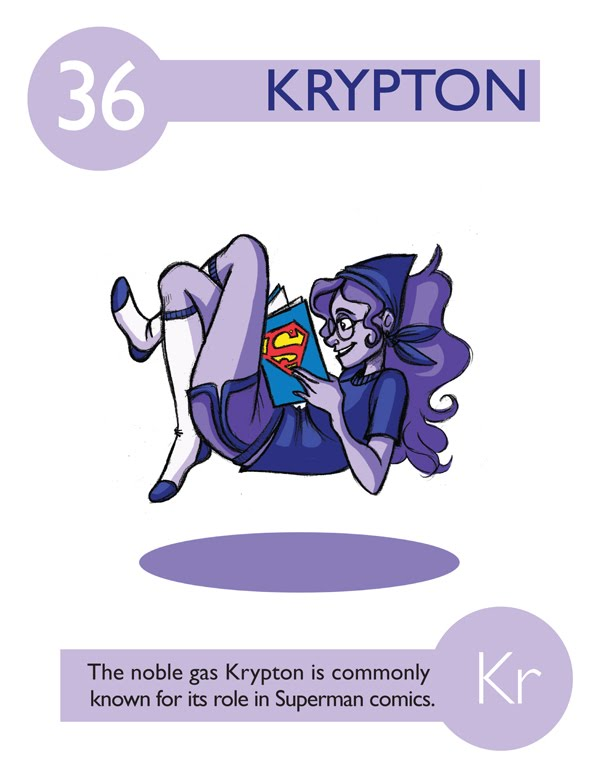 36
KRYPTON
S
The noble gas Krypton is commonly
known for its role in Superman comics.
Kr